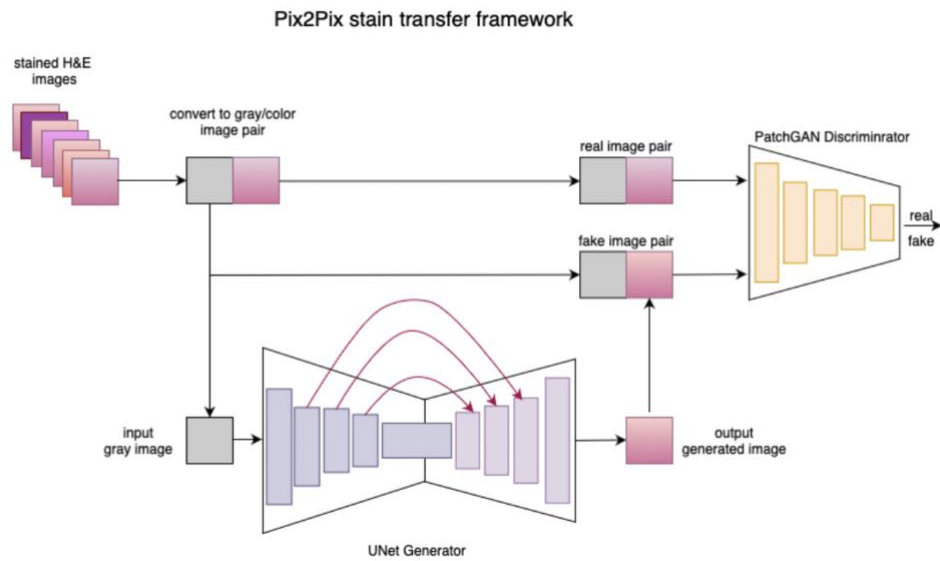 Pix2Pix stain transfer framework
stained H&E
images
convert to gray/color
image pair
real image pair
PatchGAN Discriminrator
real
fake
fake image pair
input
gray image
output
generated image
UNet Generator